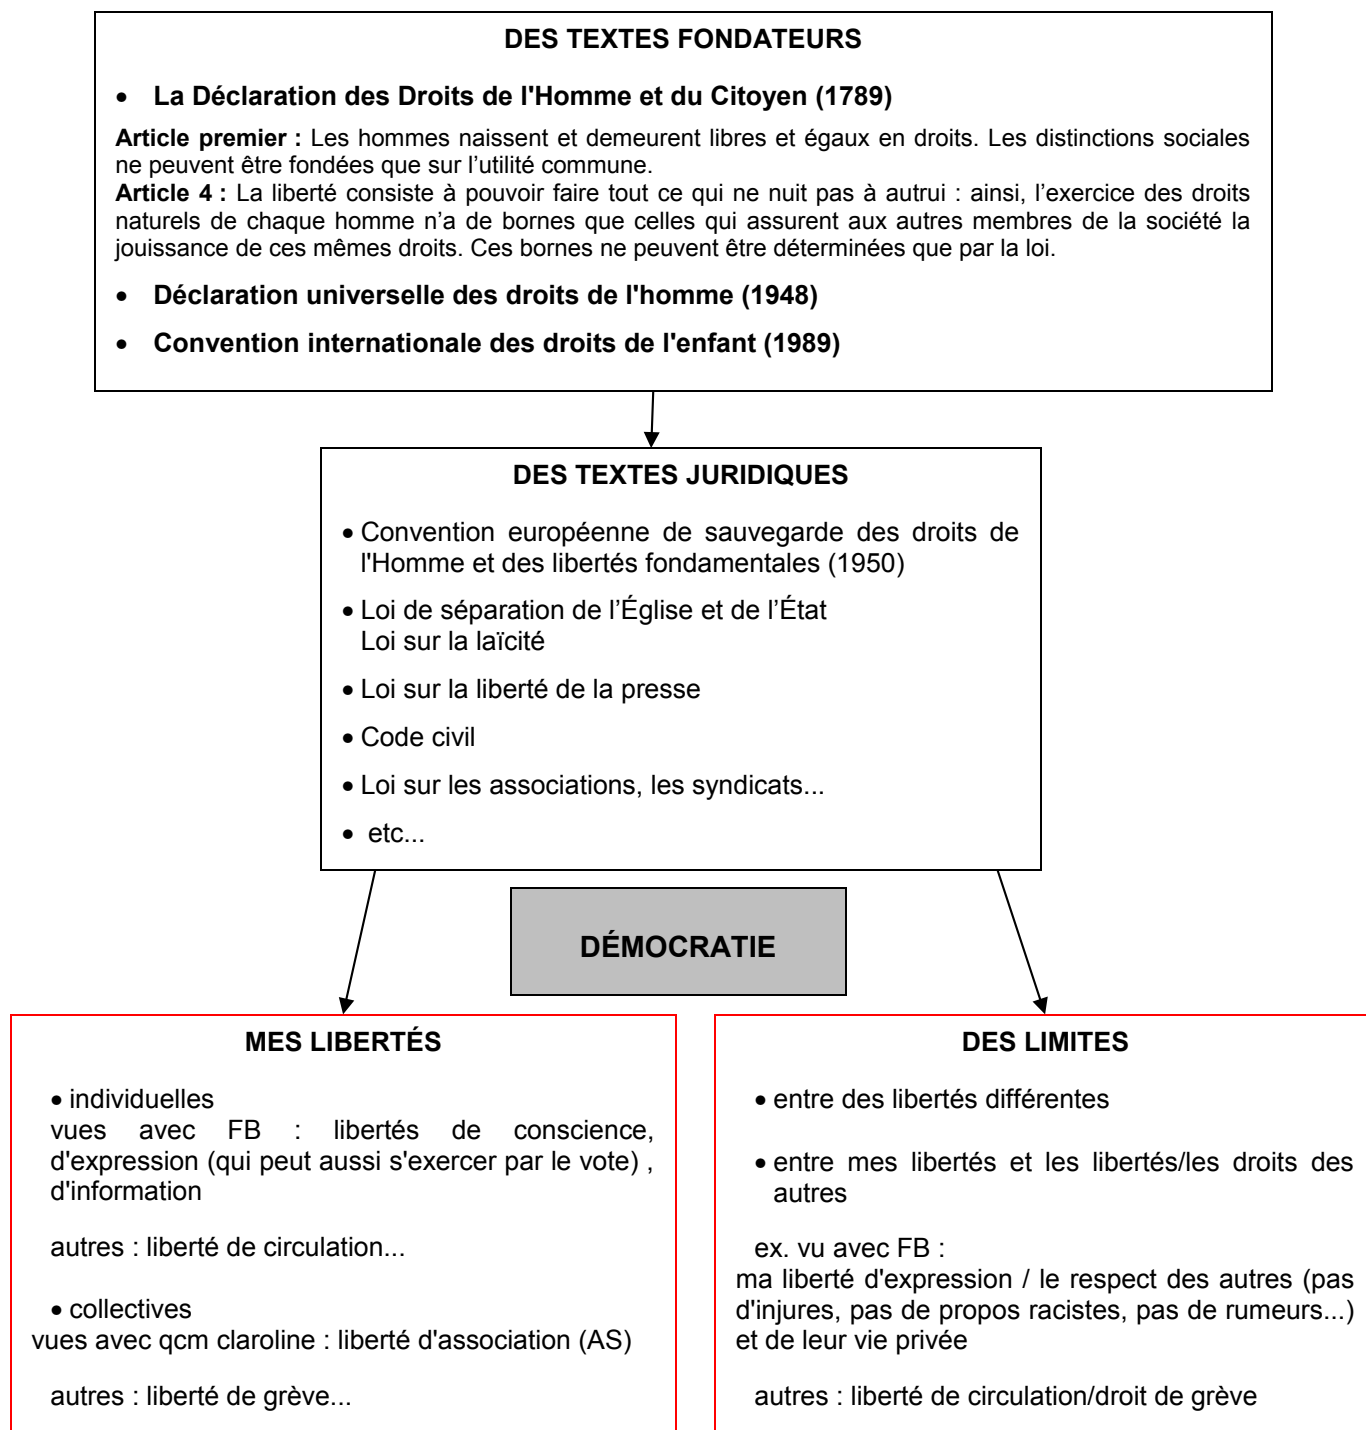 DES TEXTES FONDATEURS
• La Déclaration des Droits de l'Homme et du Citoyen (1789)
Article premier : Les hommes naissent et demeurent libres et égaux en droits. Les distinctions sociales
ne peuvent être fondées que sur l’utilité commune.
Article 4 : La liberté consiste à pouvoir faire tout ce qui ne nuit pas à autrui : ainsi, l’exercice des droits
naturels de chaque homme n’a de bornes que celles qui assurent aux autres membres de la société la
jouissance de ces mêmes droits. Ces bornes ne peuvent être déterminées que par la loi.
• Déclaration universelle des droits de l'homme (1948)
• Convention internationale des droits de l'enfant (1989)
DES TEXTES JURIDIQUES
• Convention européenne de sauvegarde des droits de
l'Homme et des libertés fondamentales (1950)
• Loi de séparation de l’Église et de l’État
Loi sur la laïcité
• Loi sur la liberté de la presse
• Code civil
• Loi sur les associations, les syndicats...
• etc...
DÉMOCRATIE
MES LIBERTÉS
• individuelles
vues avec FB : libertés de conscience,
d'expression (qui peut aussi s'exercer par le vote) ,
d'information
autres : liberté de circulation...
• collectives
vues avec qcm claroline : liberté d'association (AS)
autres : liberté de grève...
DES LIMITES
• entre des libertés différentes
• entre mes libertés et les libertés/les droits des
autres
ex. vu avec FB :
ma liberté d'expression / le respect des autres (pas
d'injures, pas de propos racistes, pas de rumeurs...)
et de leur vie privée
autres : liberté de circulation/droit de grève